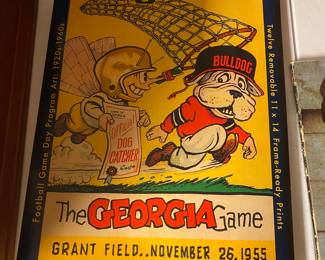 Football Game Day Program Art: 1920s-1960s
Twelve Removable 11 x 14 Frame-Ready Prints
BULLDOG
OFFICIAL
DOG
CATCHER
The GEORGIA Game
GRANT FIELD..NOVEMBER 26, 1955